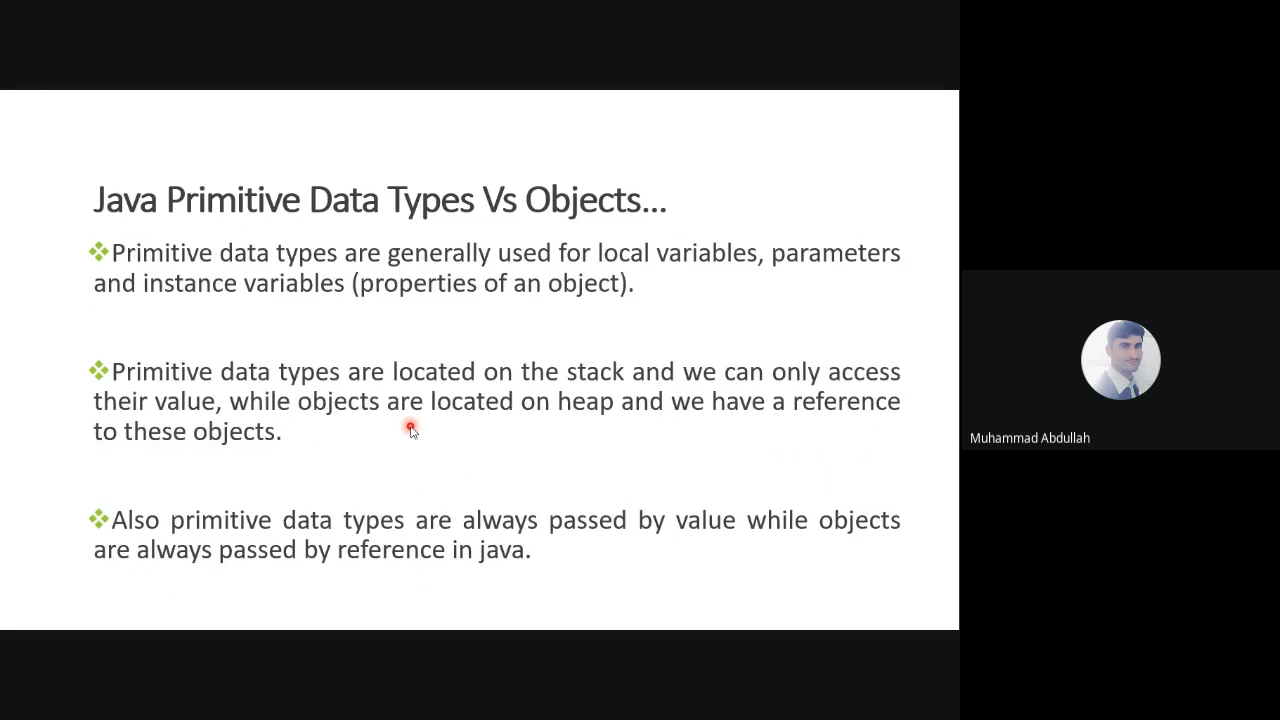 Java Primitive Data Types Vs Objects...
Primitive data types are generally used for local variables, parameters
and instance variables (properties of an object).
Primitive data types are located on the stack and we can only access
their value, while objects are located on heap and we have a reference
to these objects.
Also primitive data types are always passed by value while objects
are always passed by reference in java.
Muhammad Abdullah